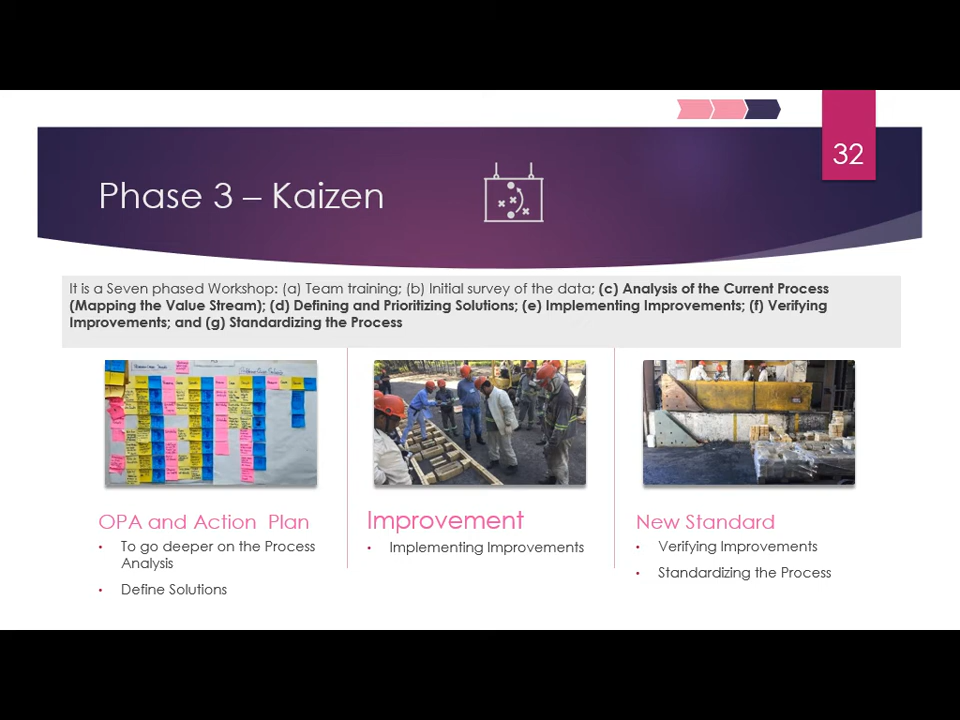 32
Phase 3 – Kaizen
It is a Seven phased Workshop: (a) Team training; (b) Initial survey of the data; (c) Analysis of the Current Process
(Mapping the Value Stream); (d) Defining and Prioritizing Solutions; (e) Implementing Improvements; (f) Verifying
Improvements; and (g) Standardizing the Process
OPA and Action Plan
• To go deeper on the Process
Analysis
• Define Solutions
Improvement
• Implementing Improvements
New Standard
• Verifying Improvements
• Standardizing the Process